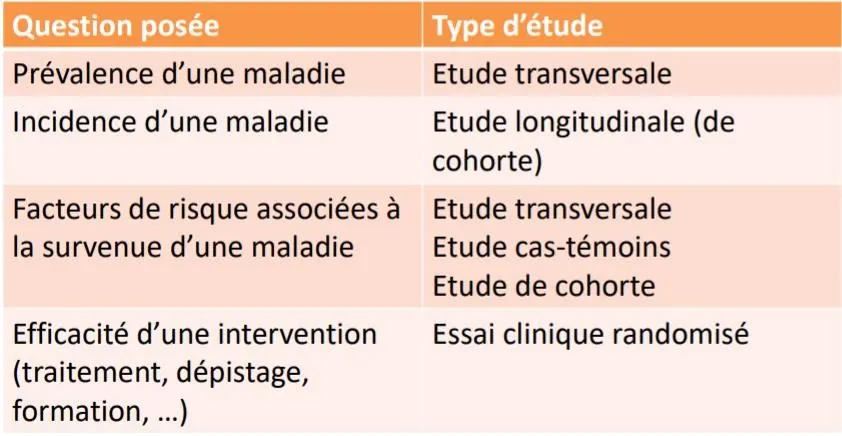 Question posée
Type d’étude
Prévalence d’une maladie
Etude transversale
Incidence d’une maladie
Etude longitudinale (de
cohorte)
Facteurs de risque associées à
la survenue d’une maladie
Etude transversale
Etude cas-témoins
Etude de cohorte
Efficacité d’une intervention
(traitement, dépistage,
formation, …)
Essai clinique randomisé